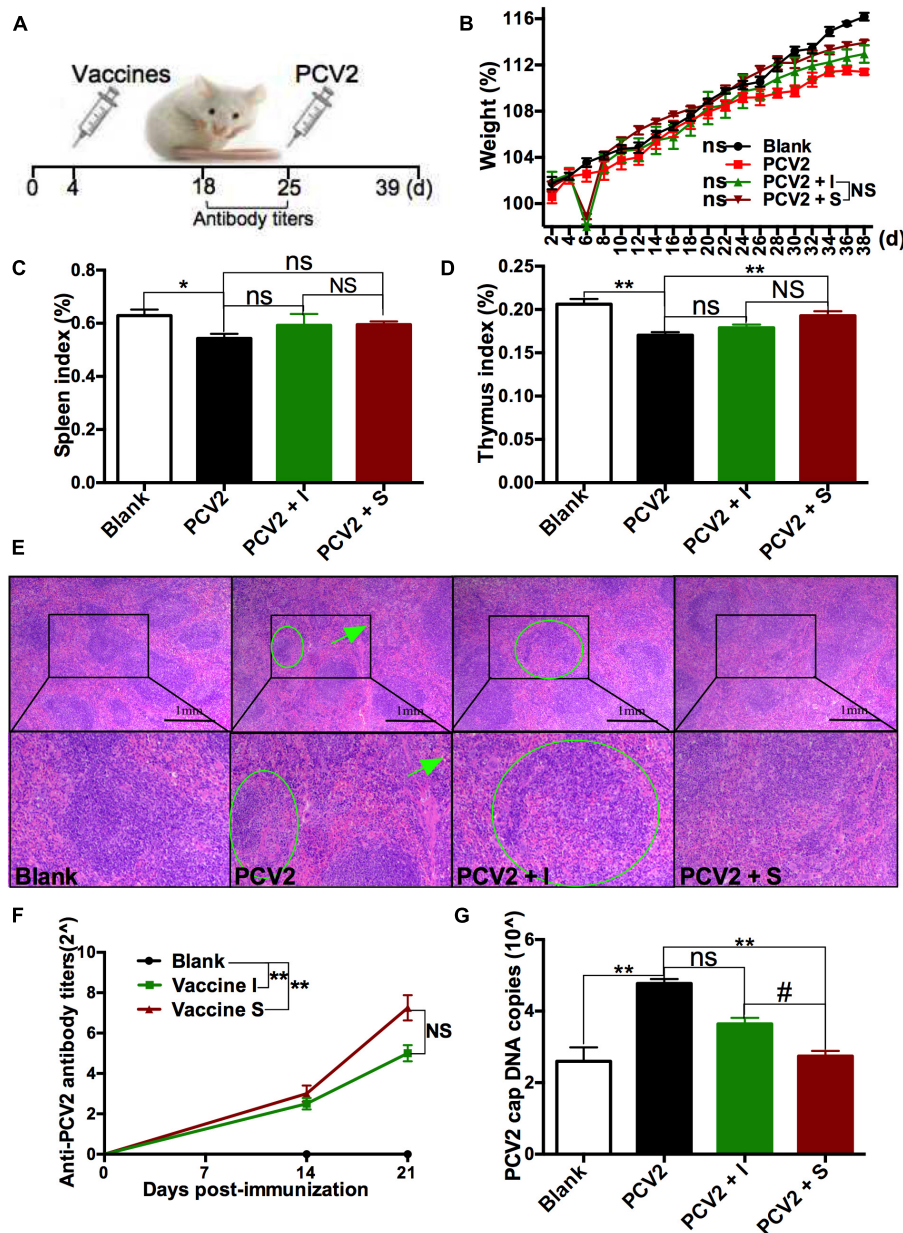 A
Vaccines
PCV2
0 4 18 25 39 (d)
Antibody titers
B
Weight (%)
116
112
108
104
100
ns Blank
PCV2
ns PCV2 + I
ns PCV2 + S
NS
2 4 6 8 10 12 14 16 18 20 22 24 26 28 30 32 34 36 38 (d)
C
Spleen index (%)
0.8
0.6
0.4
0.2
0.0
ns
* ns NS
Blank PCV2 PCV2 + I PCV2 + S
D
Thymus index (%)
0.25
0.20
0.15
0.10
0.05
0.00
**
** ns NS
Blank PCV2 PCV2 + I PCV2 + S
E
1mm 1mm 1mm 1mm
Blank PCV2 PCV2 + I PCV2 + S
F
Anti-PCV2 antibody titers(2^)
10
8
6
4
2
0
Blank
Vaccine I
Vaccine S
**
**
NS
0 7 14 21
Days post-immunization
G
PCV2 cap DNA copies (10^)
6
4
2
0
**
** ns #
Blank PCV2 PCV2 + I PCV2 + S